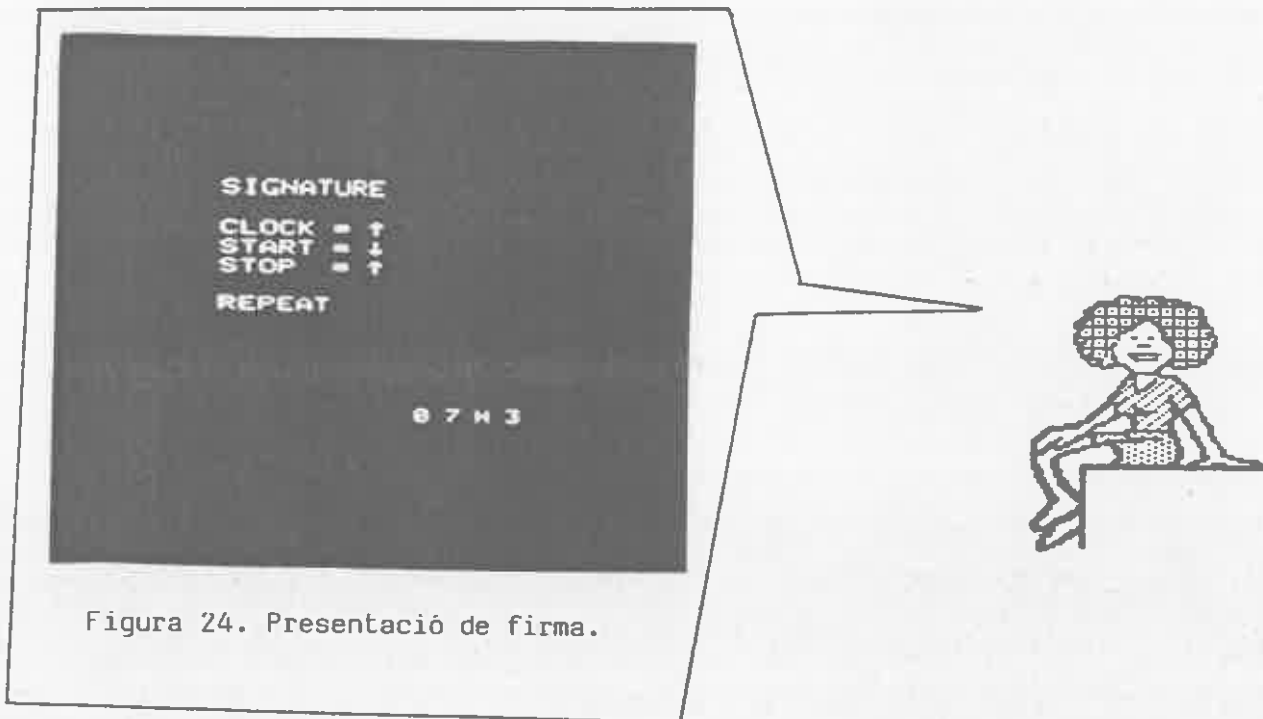 SIGNATURE
CLOCK = ↑
START = ↓
STOP = ↑
REPEAT
0 7 H 3
Figura 24. Presentació de firma.